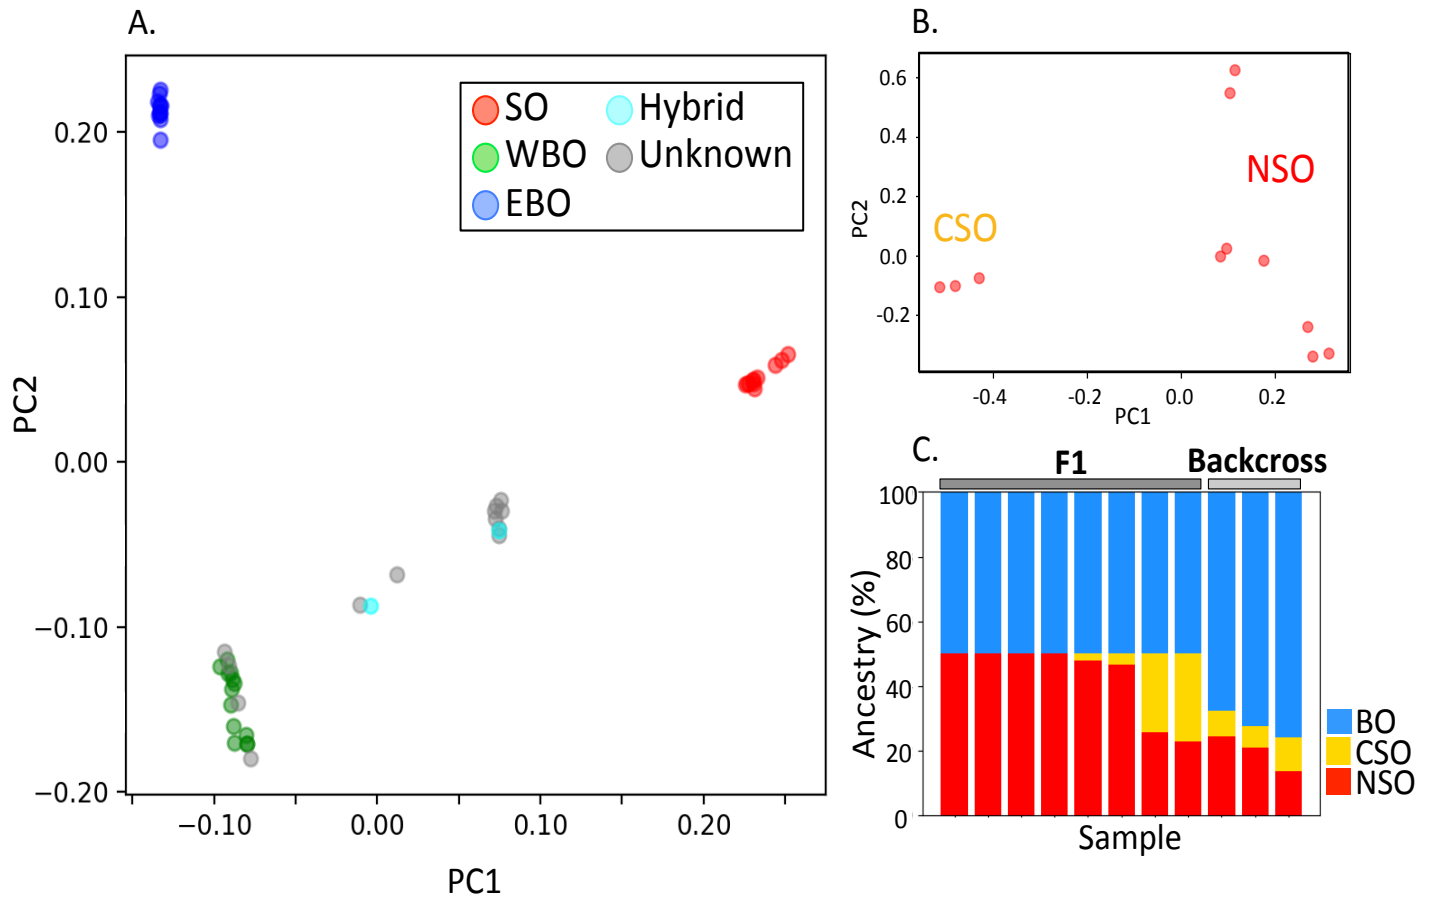 A.
SO
Hybrid
WBO
Unknown
EBO
0.20
0.10
0.00
−0.10
−0.20
PC2
−0.10
0.00
0.10
0.20
PC1
B.
NSO
CSO
0.6
0.4
0.2
0.0
-0.2
PC2
-0.4
-0.2
0.0
0.2
PC1
C.
F1
Backcross
100
80
60
40
20
0
Ancestry (%)
Sample
BO
CSO
NSO